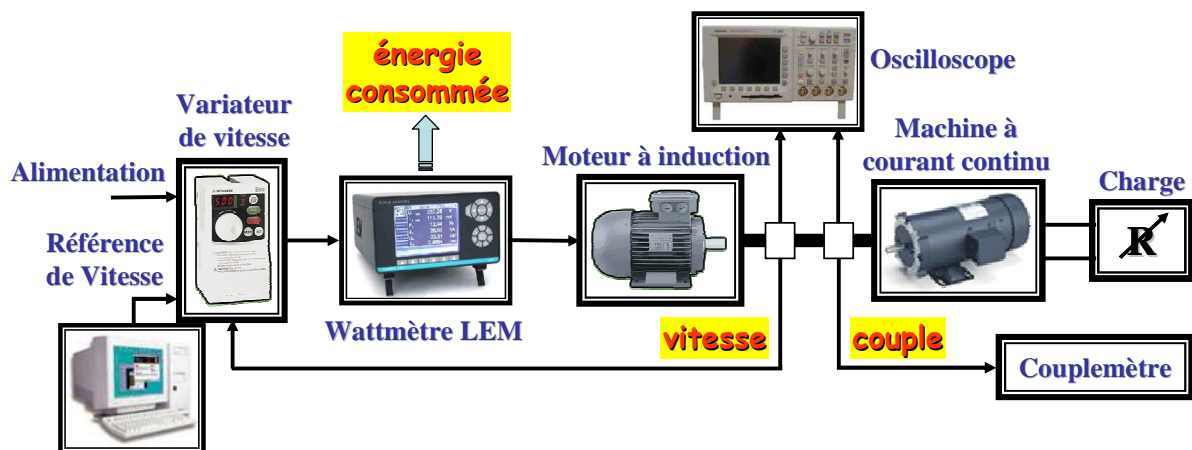 énergie
consommée
Oscilloscope
Variateur
de vitesse
Machine à
courant continu
Moteur à induction
Alimentation
Charge
500
R
Référence
de Vitesse
Wattmètre LEM
vitesse
couple
Couplemètre